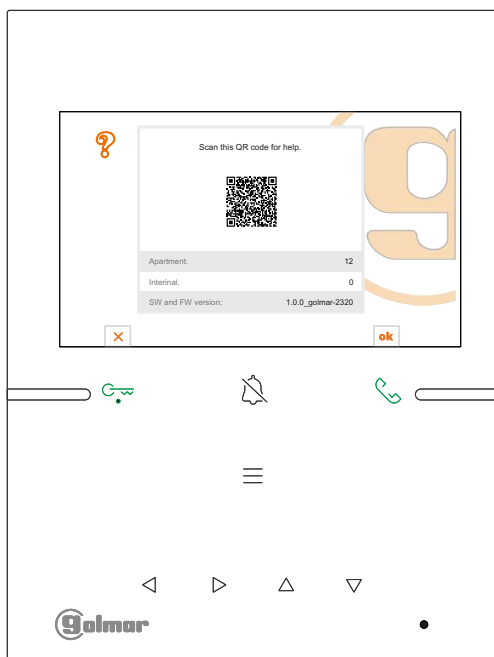 Scan this QR code for help.
Apartment: 12
Interinal: 0
SW and FW version: 1.0.0_golmar-2320
ok
golmar